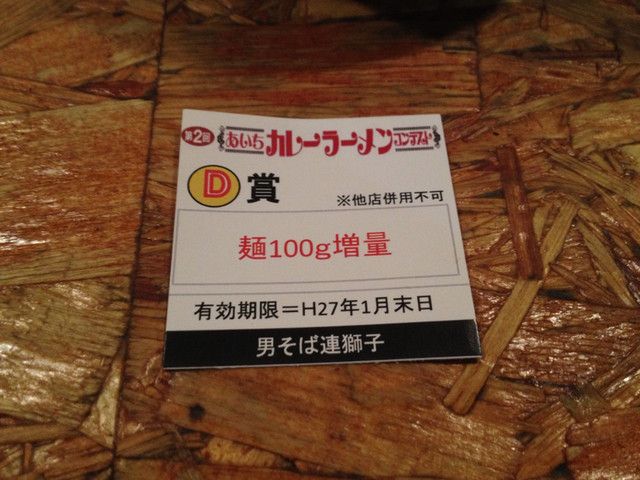 第2回 あいち カレーラーメン コンテスト
D賞
※他店併用不可
麺100g増量
有効期限＝H27年1月末日
男そば連獅子